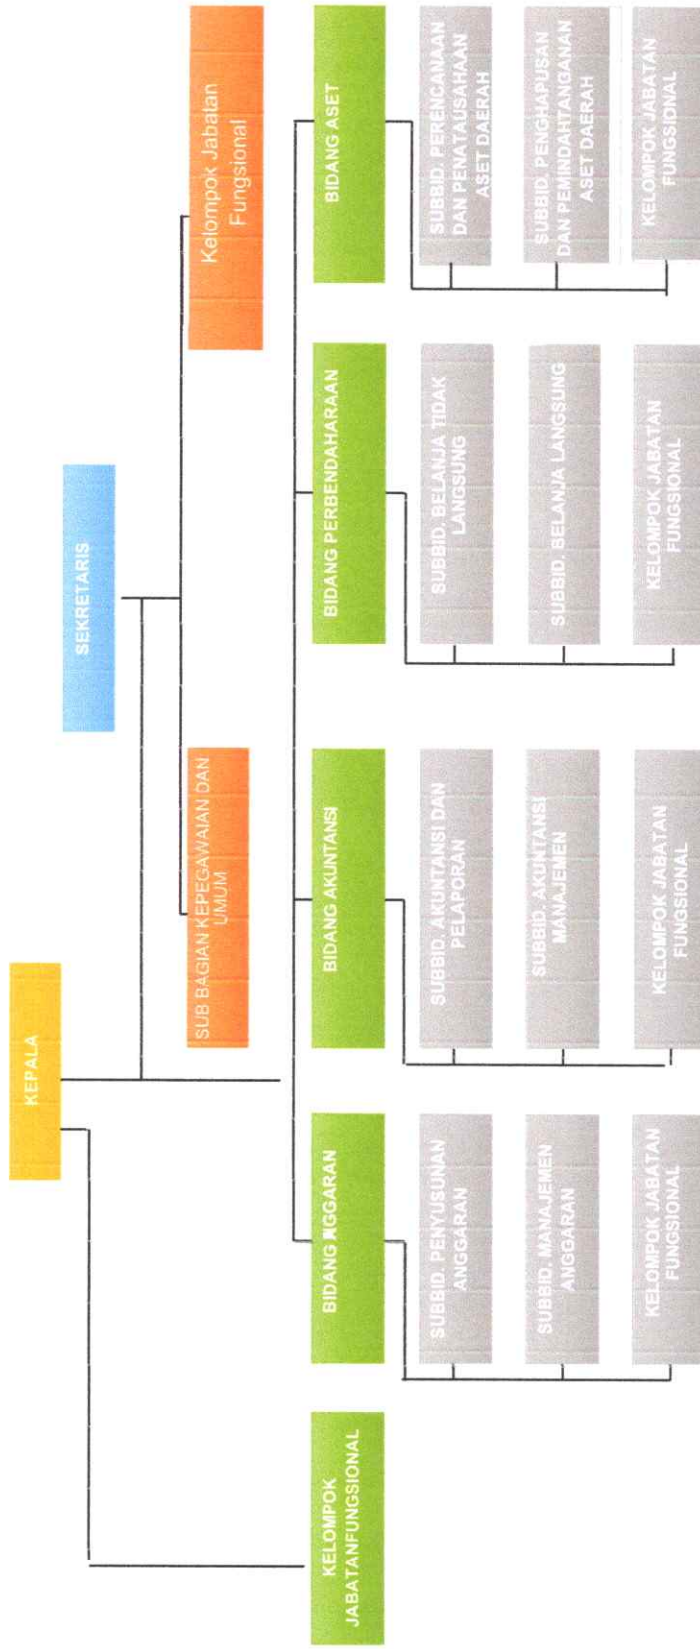 KEPALA
SEKRETARIS
SUB BAGIAN KEPEGAWAIAN DAN
UMUM
Kelompok Jabatan
Fungsional
KELOMPOK
JABATANFUNGSIONAL
BIDANG ANGGARAN
SUBBID. PENYUSUNAN
ANGGARAN
SUBBID. MANAJEMEN
ANGGARAN
KELOMPOK JABATAN
FUNGSIONAL
BIDANG AKUNTANSI
SUBBID. AKUNTANSI DAN
PELAPORAN
SUBBID. AKUNTANSI
MANAJEMEN
KELOMPOK JABATAN
FUNGSIONAL
BIDANG PERBENDAHARAAN
SUBBID. BELANJA TIDAK
LANGSUNG
SUBBID. BELANJA LANGSUNG
KELOMPOK JABATAN
FUNGSIONAL
BIDANG ASET
SUBBID. PERENCANAAN
DAN PENATAUSAHAAN
ASET DAERAH
SUBBID. PENGHAPUSAN
DAN PEMINDAHTANGANAN
ASET DAERAH
KELOMPOK JABATAN
FUNGSIONAL